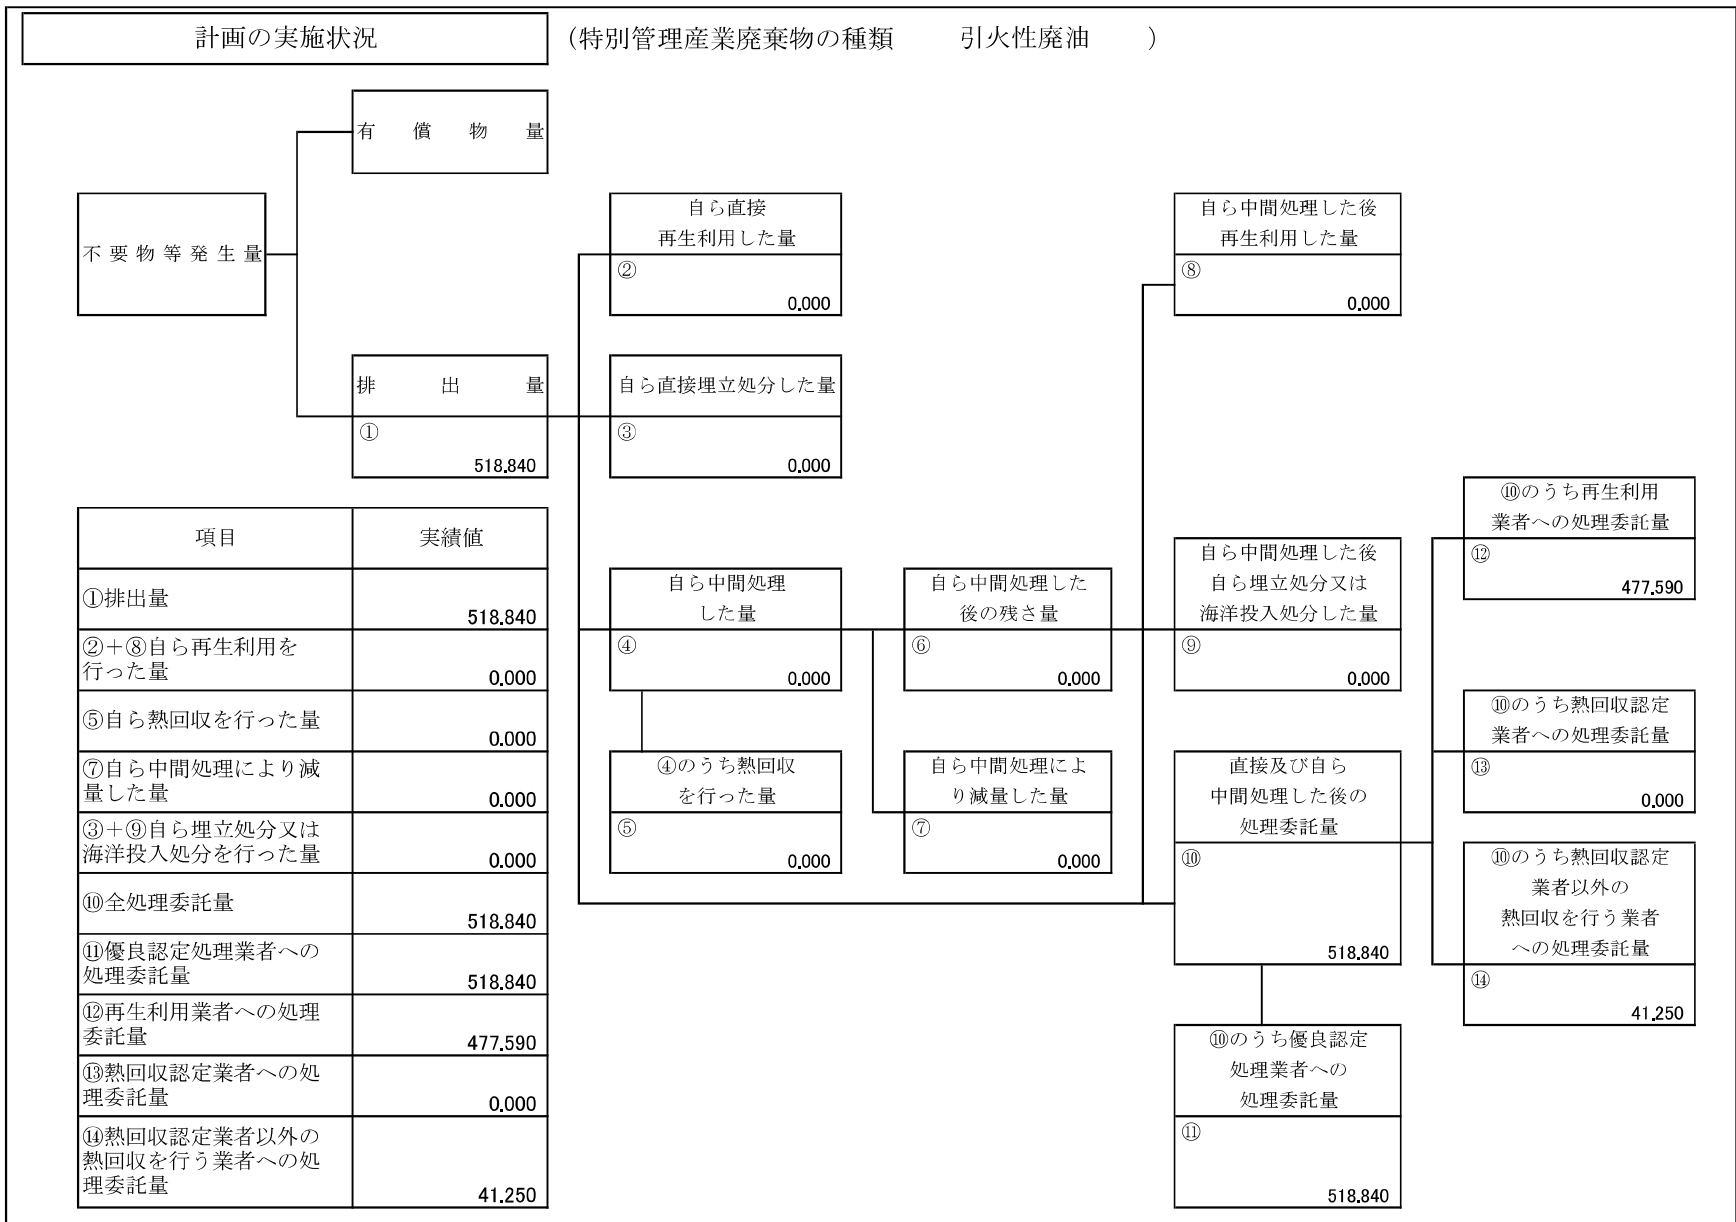 計画の実施状況
(特別管理産業廃棄物の種類 引火性廃油 )
有償物量
不要物等発生量
排出量
①
518.840
自ら直接
再生利用した量
②
0.000
自ら直接埋立処分した量
③
0.000
自ら中間処理した後
再生利用した量
⑧
0.000
項目 実績値
①排出量
518.840
②+⑧自ら再生利用を
行った量
0.000
⑤自ら熱回収を行った量
0.000
⑦自ら中間処理により減
量した量
0.000
③+⑨自ら埋立処分又は
海洋投入処分を行った量
0.000
⑩全処理委託量
518.840
⑪優良認定処理業者への
処理委託量
518.840
⑫再生利用業者への処理
委託量
477.590
⑬熱回収認定業者への処
理委託量
0.000
⑭熱回収認定業者以外の
熱回収を行う業者への処
理委託量
41.250
自ら中間処理
した量
④
0.000
④のうち熱回収
を行った量
⑤
0.000
自ら中間処理した
後の残さ量
⑥
0.000
自ら中間処理によ
り減量した量
⑦
0.000
自ら中間処理した後
自ら埋立処分又は
海洋投入処分した量
⑨
0.000
直接及び自ら
中間処理した後の
処理委託量
⑩
518.840
⑩のうち優良認定
処理業者への
処理委託量
⑪
518.840
⑩のうち再生利用
業者への処理委託量
⑫
477.590
⑩のうち熱回収認定
業者への処理委託量
⑬
0.000
⑩のうち熱回収認定
業者以外の
熱回収を行う業者
への処理委託量
⑭
41.250